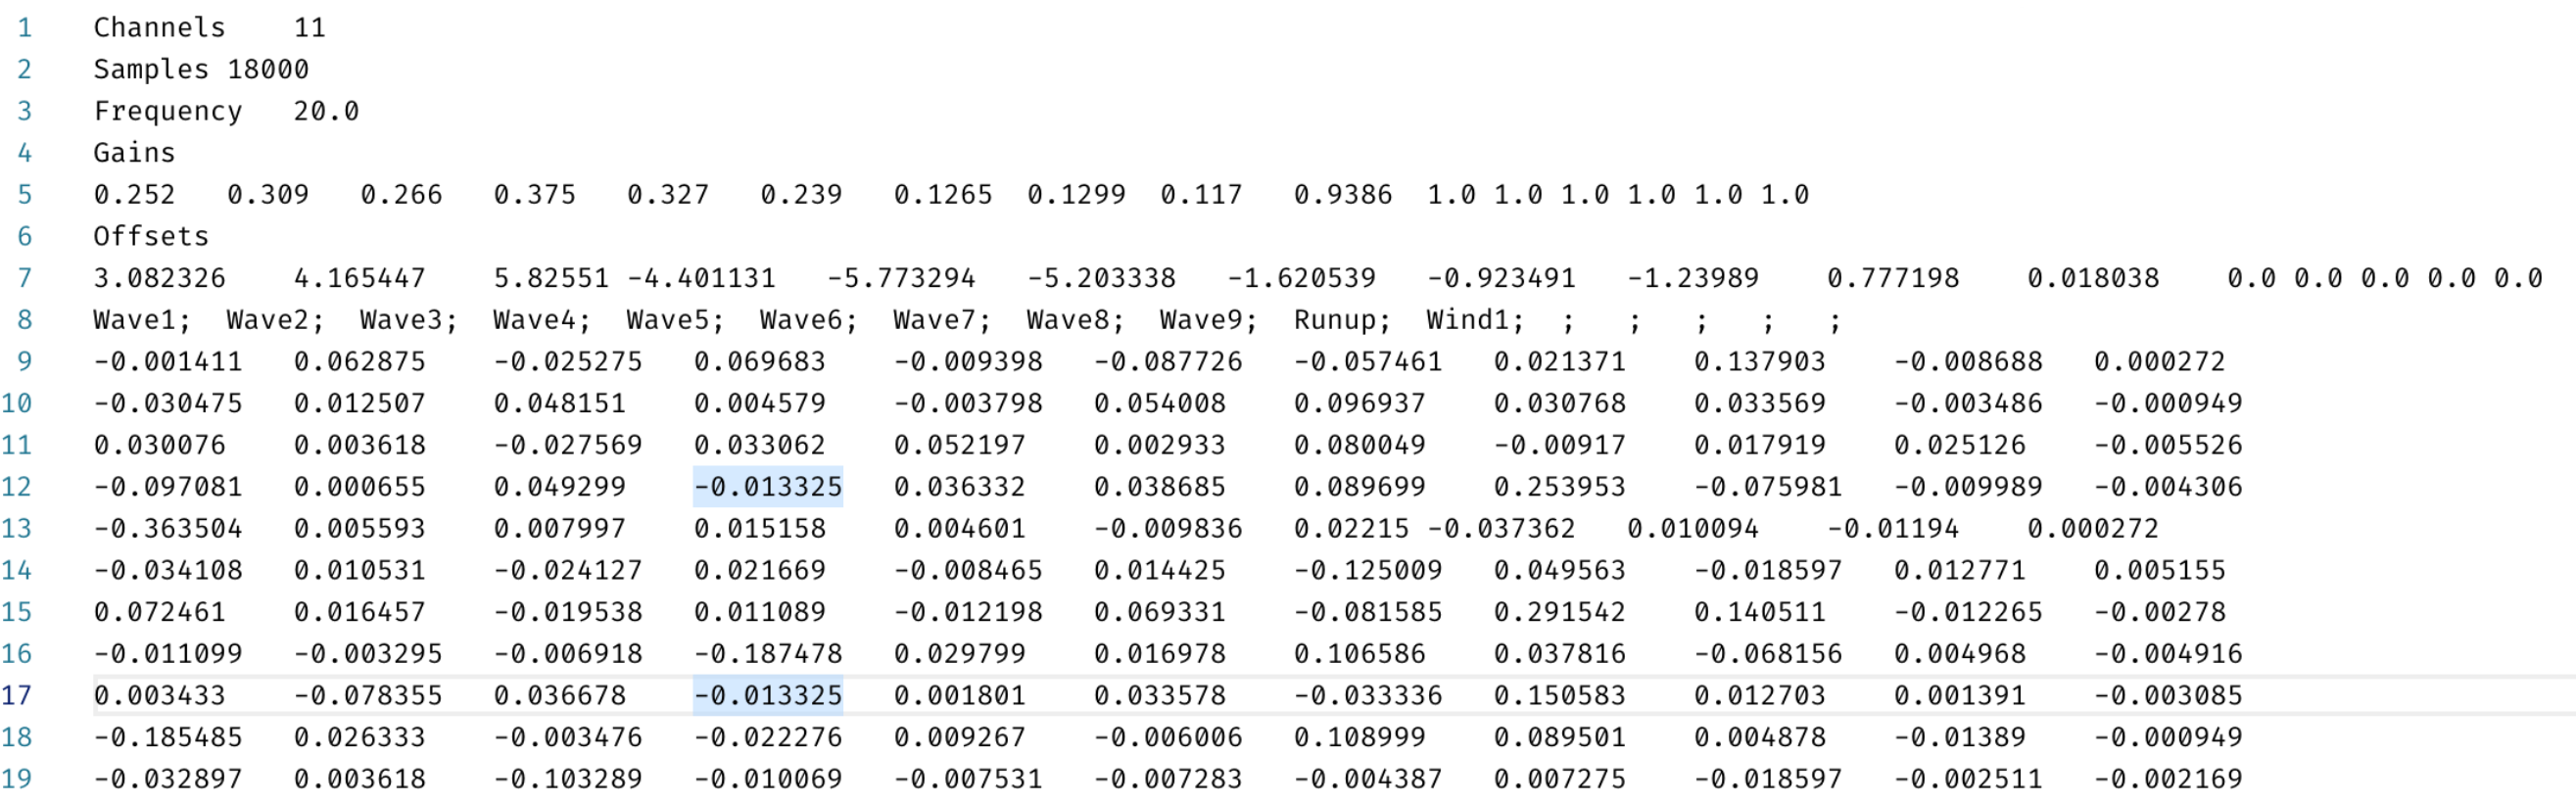 1 Channels 11
2 Samples 18000
3 Frequency 20.0
4 Gains
5 0.252 0.309 0.266 0.375 0.327 0.239 0.1265 0.1299 0.117 0.9386 1.0 1.0 1.0 1.0 1.0 1.0
6 Offsets
7 3.082326 4.165447 5.82551 -4.401131 -5.773294 -5.203338 -1.620539 -0.923491 -1.23989 0.777198 0.018038 0.0 0.0 0.0 0.0 0.0
8 Wave1; Wave2; Wave3; Wave4; Wave5; Wave6; Wave7; Wave8; Wave9; Runup; Wind1; ; ; ; ; ;
9 -0.001411 0.062875 -0.025275 0.069683 -0.009398 -0.087726 -0.057461 0.021371 0.137903 -0.008688 0.000272
10 -0.030475 0.012507 0.048151 0.004579 -0.003798 0.054008 0.096937 0.030768 0.033569 -0.003486 -0.000949
11 0.030076 0.003618 -0.027569 0.033062 0.052197 0.002933 0.080049 -0.00917 0.017919 0.025126 -0.005526
12 -0.097081 0.000655 0.049299 -0.013325 0.036332 0.038685 0.089699 0.253953 -0.075981 -0.009989 -0.004306
13 -0.363504 0.005593 0.007997 0.015158 0.004601 -0.009836 0.02215 -0.037362 0.010094 -0.01194 0.000272
14 -0.034108 0.010531 -0.024127 0.021669 -0.008465 0.014425 -0.125009 0.049563 -0.018597 0.012771 0.005155
15 0.072461 0.016457 -0.019538 0.011089 -0.012198 0.069331 -0.081585 0.291542 0.140511 -0.012265 -0.00278
16 -0.011099 -0.003295 -0.006918 -0.187478 0.029799 0.016978 0.106586 0.037816 -0.068156 0.004968 -0.004916
17 0.003433 -0.078355 0.036678 -0.013325 0.001801 0.033578 -0.033336 0.150583 0.012703 0.001391 -0.003085
18 -0.185485 0.026333 -0.003476 -0.022276 0.009267 -0.006006 0.108999 0.089501 0.004878 -0.01389 -0.000949
19 -0.032897 0.003618 -0.103289 -0.010069 -0.007531 -0.007283 -0.004387 0.007275 -0.018597 -0.002511 -0.002169